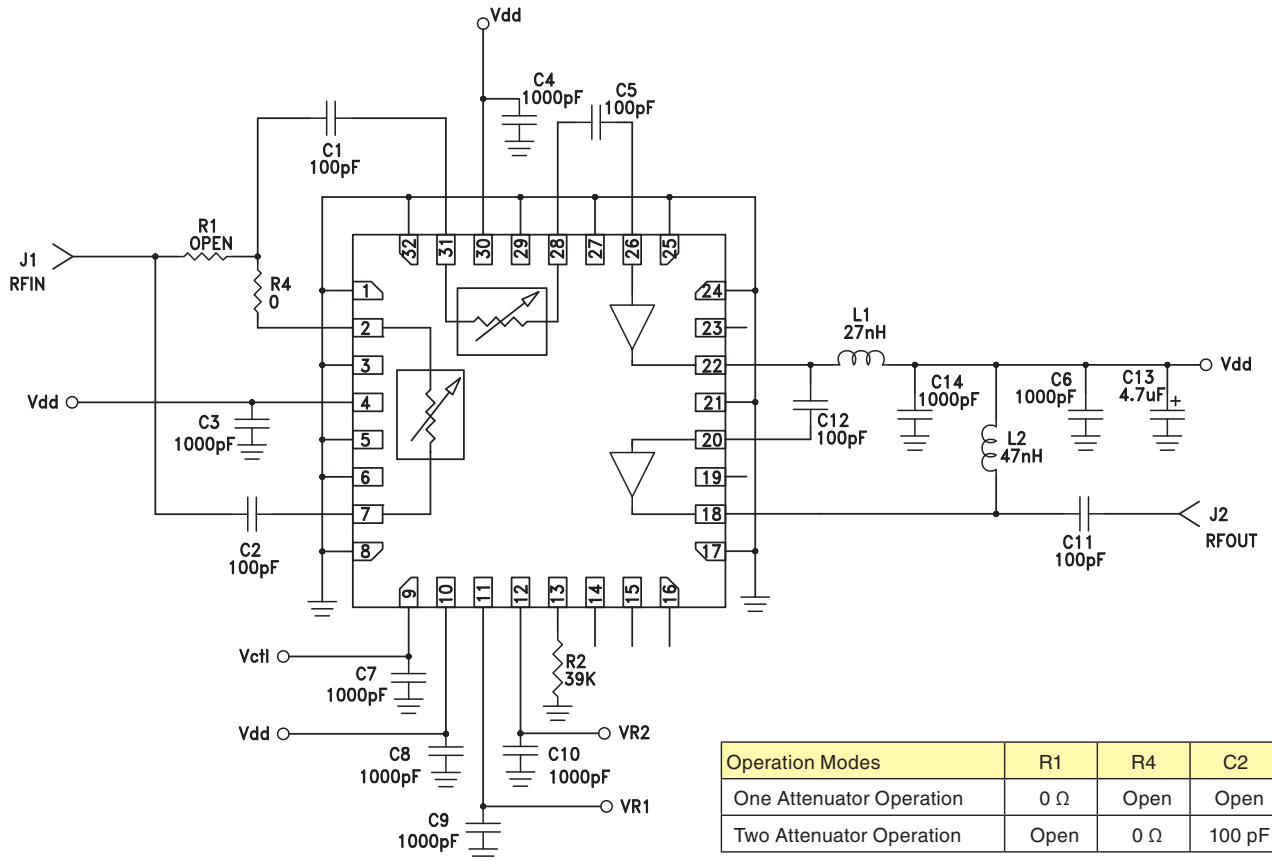 Vdd
C4
1000pF
C5
100pF
C1
100pF
R1
OPEN
J1
RFIN
R4
0
32
31
30
29
28
27
26
25
1
2
3
4
5
6
7
8
24
23
22
21
20
19
18
17
9
10
11
12
13
14
15
16
Vdd
C3
1000pF
C2
100pF
L1
27nH
Vdd
C14
1000pF
C6
1000pF
C13
4.7uF
+
C12
100pF
L2
47nH
C11
100pF
J2
RFOUT
Vctl
C7
1000pF
R2
39K
Vdd
C8
1000pF
C10
1000pF
VR2
VR1
C9
1000pF
Operation Modes R1 R4 C2
One Attenuator Operation 0 Ω Open Open
Two Attenuator Operation Open 0 Ω 100 pF